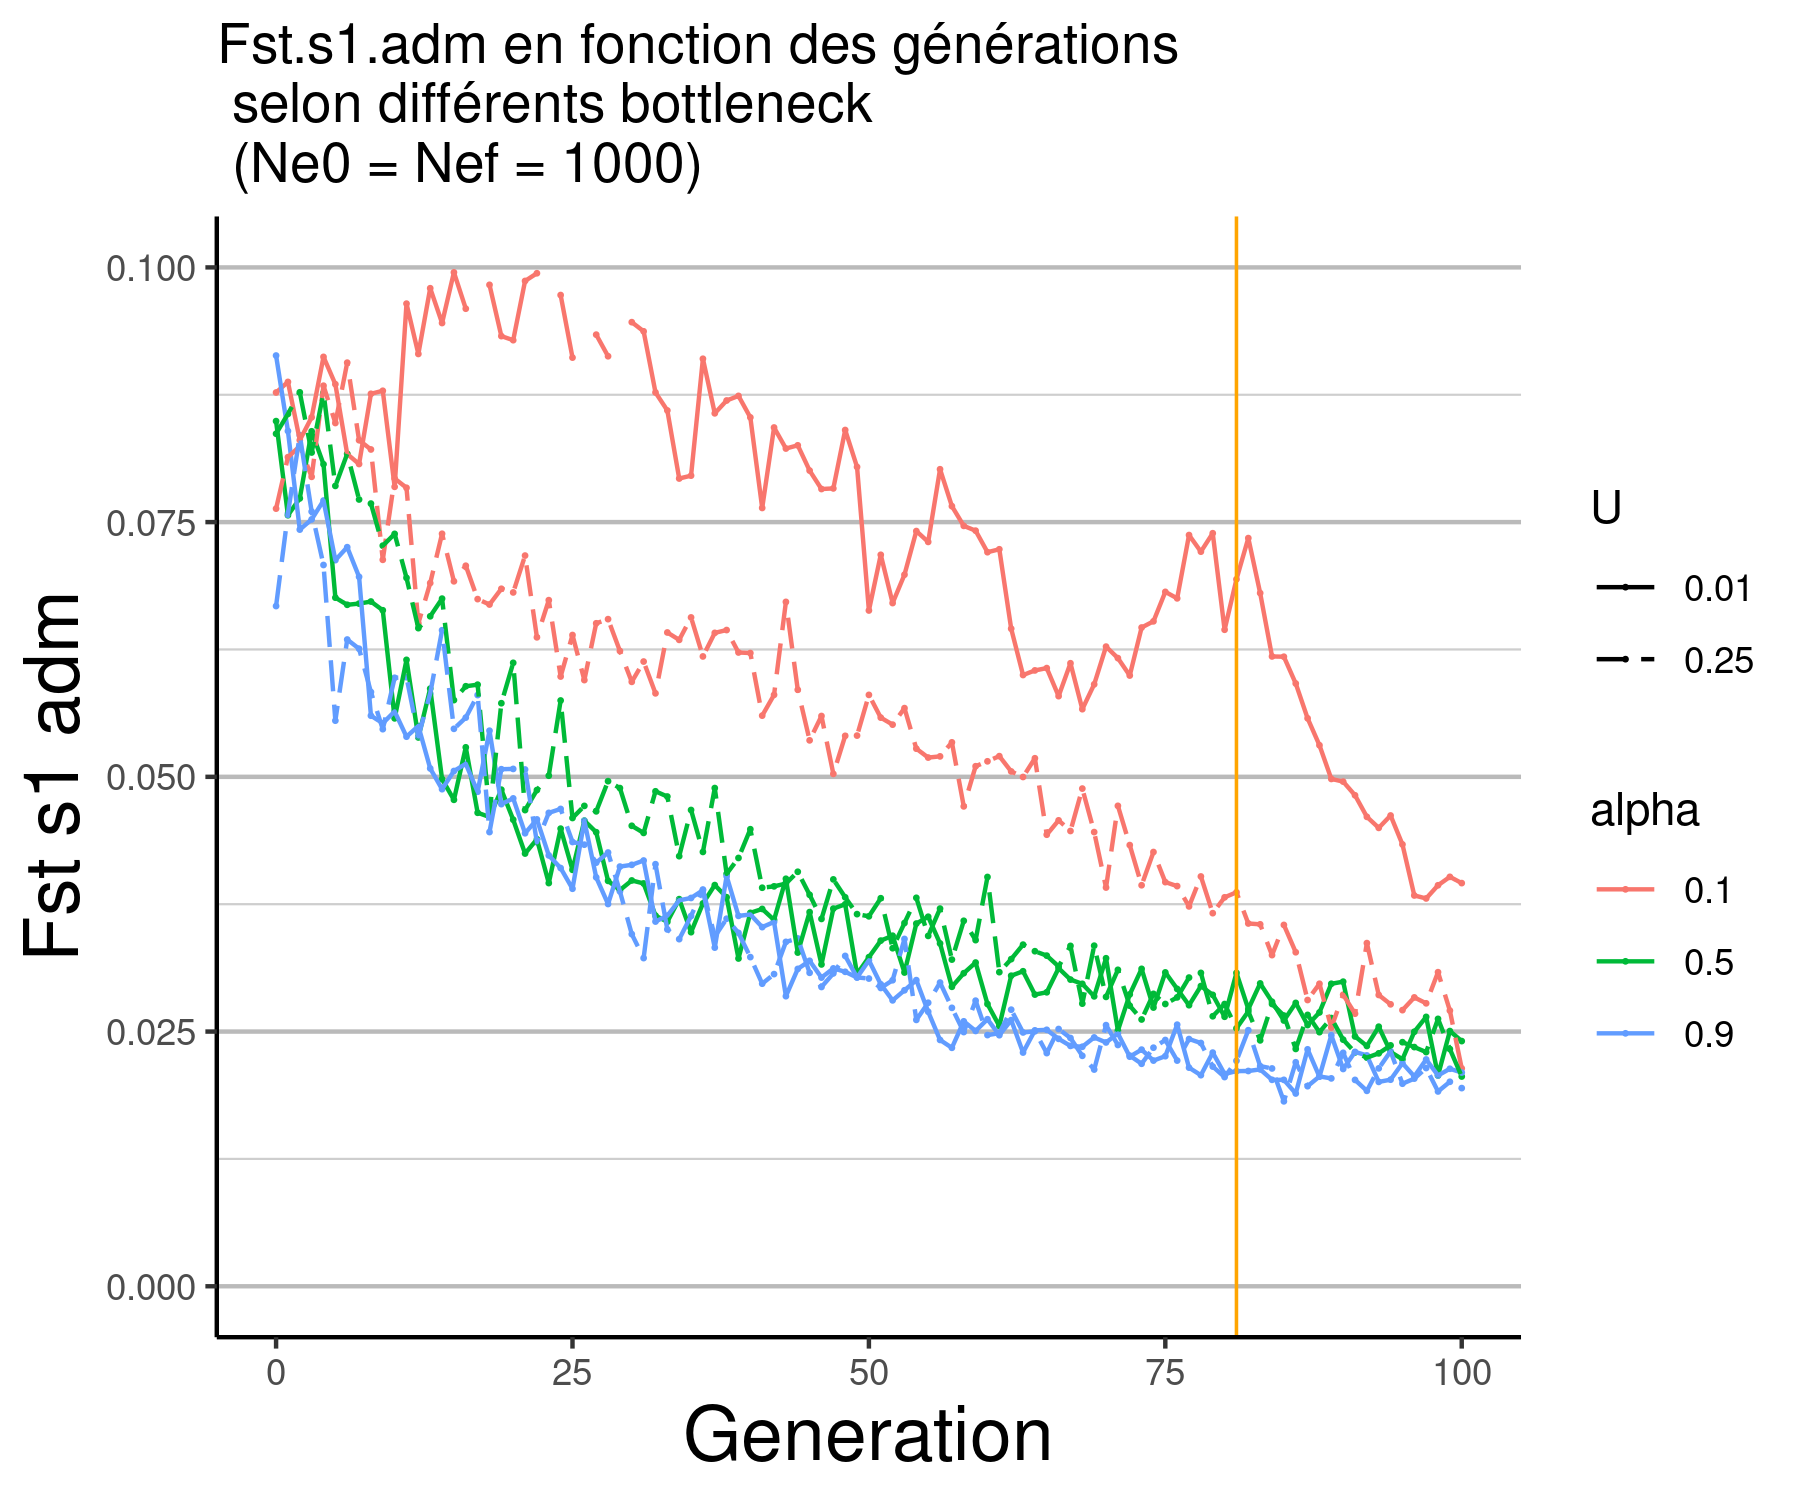 Fst.s1.adm en fonction des générations
selon différents bottleneck
(Ne0 = Nef = 1000)
Fst s1 adm
0.100
0.075
0.050
0.025
0.000
0
25
50
75
100
Generation
U
0.01
0.25
alpha
0.1
0.5
0.9